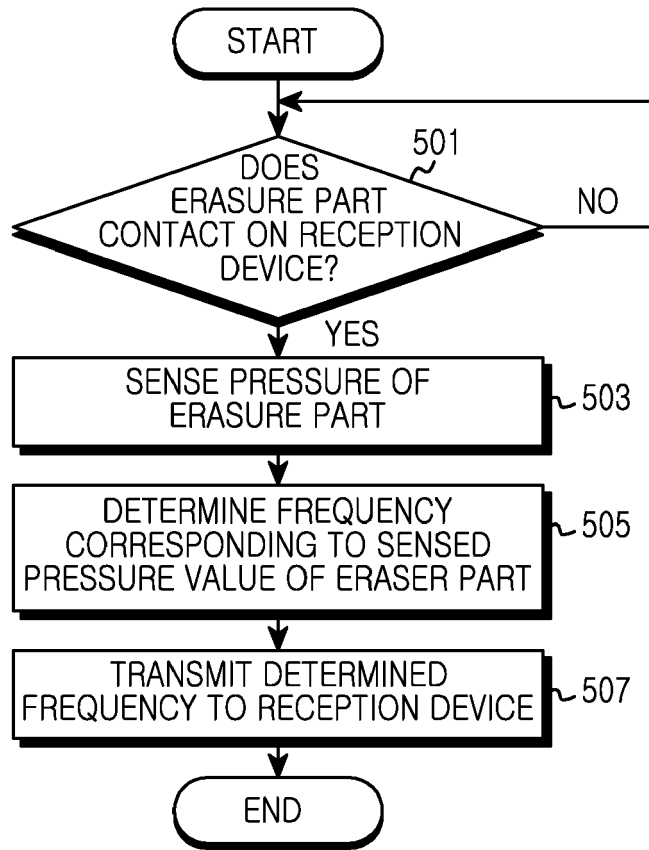 START
501
DOES
ERASURE PART
CONTACT ON RECEPTION
DEVICE?
NO
YES
SENSE PRESSURE OF
ERASURE PART
503
DETERMINE FREQUENCY
CORRESPONDING TO SENSED
PRESSURE VALUE OF ERASER PART
505
TRANSMIT DETERMINED
FREQUENCY TO RECEPTION DEVICE
507
END